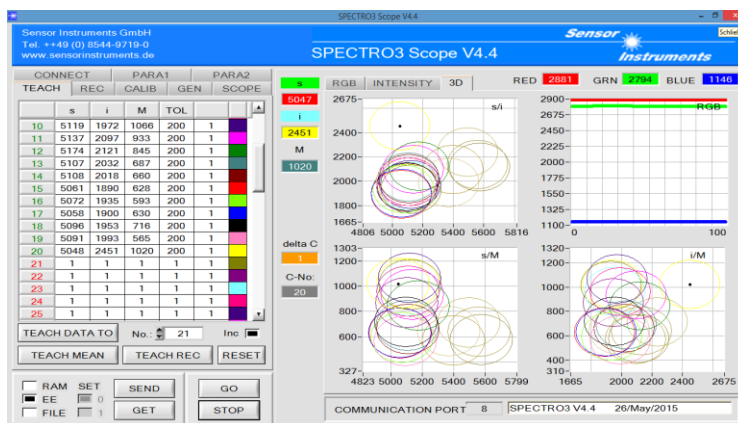 SPECTRO3 Scope V4.4
Sensor Instruments GmbH
Tel. ++49 (0) 8544-9719-0
www.sensorinstruments.de
SPECTRO3 Scope V4.4
Sensor
Instruments
Schlie
CONNECT PARA1 PARA2
TEACH REC CALIB GEN SCOPE
s i M TOL
10 5119 1972 1066 200 1
11 5137 2097 933 200 1
12 5174 2121 845 200 1
13 5107 2032 687 200 1
14 5108 2018 660 200 1
15 5061 1890 628 200 1
16 5072 1935 593 200 1
17 5058 1900 630 200 1
18 5096 1953 716 200 1
19 5091 1993 565 200 1
20 5048 2451 1020 200 1
21 1 1 1 1 1
22 1 1 1 1 1
23 1 1 1 1 1
24 1 1 1 1 1
25 1 1 1 1 1
TEACH DATA TO No.: 21 Inc
TEACH MEAN TEACH REC RESET
RAM SET SEND GO
EE 0
FILE 1 GET STOP
s
5047
i
2451
M
1020
delta C
1
C-No:
20
RGB INTENSITY 3D RED 2881 GRN 2794 BLUE 1146
s/i
2675-
2400-
2200-
2000-
1800-
1665-
4806 5000 5200 5400 5600 5816
RGB
2900-
2675-
2450-
2225-
2000-
1775-
1550-
1325-
1100-
0 100
s/M
1303-
1200-
1000-
800-
600-
327-
4823 5000 5200 5400 5600 5799
i/M
1320-
1200-
1000-
800-
600-
400-
310-
1665 2000 2200 2400 2675
COMMUNICATION PORT 8 SPECTRO3 V4.4 26/May/2015